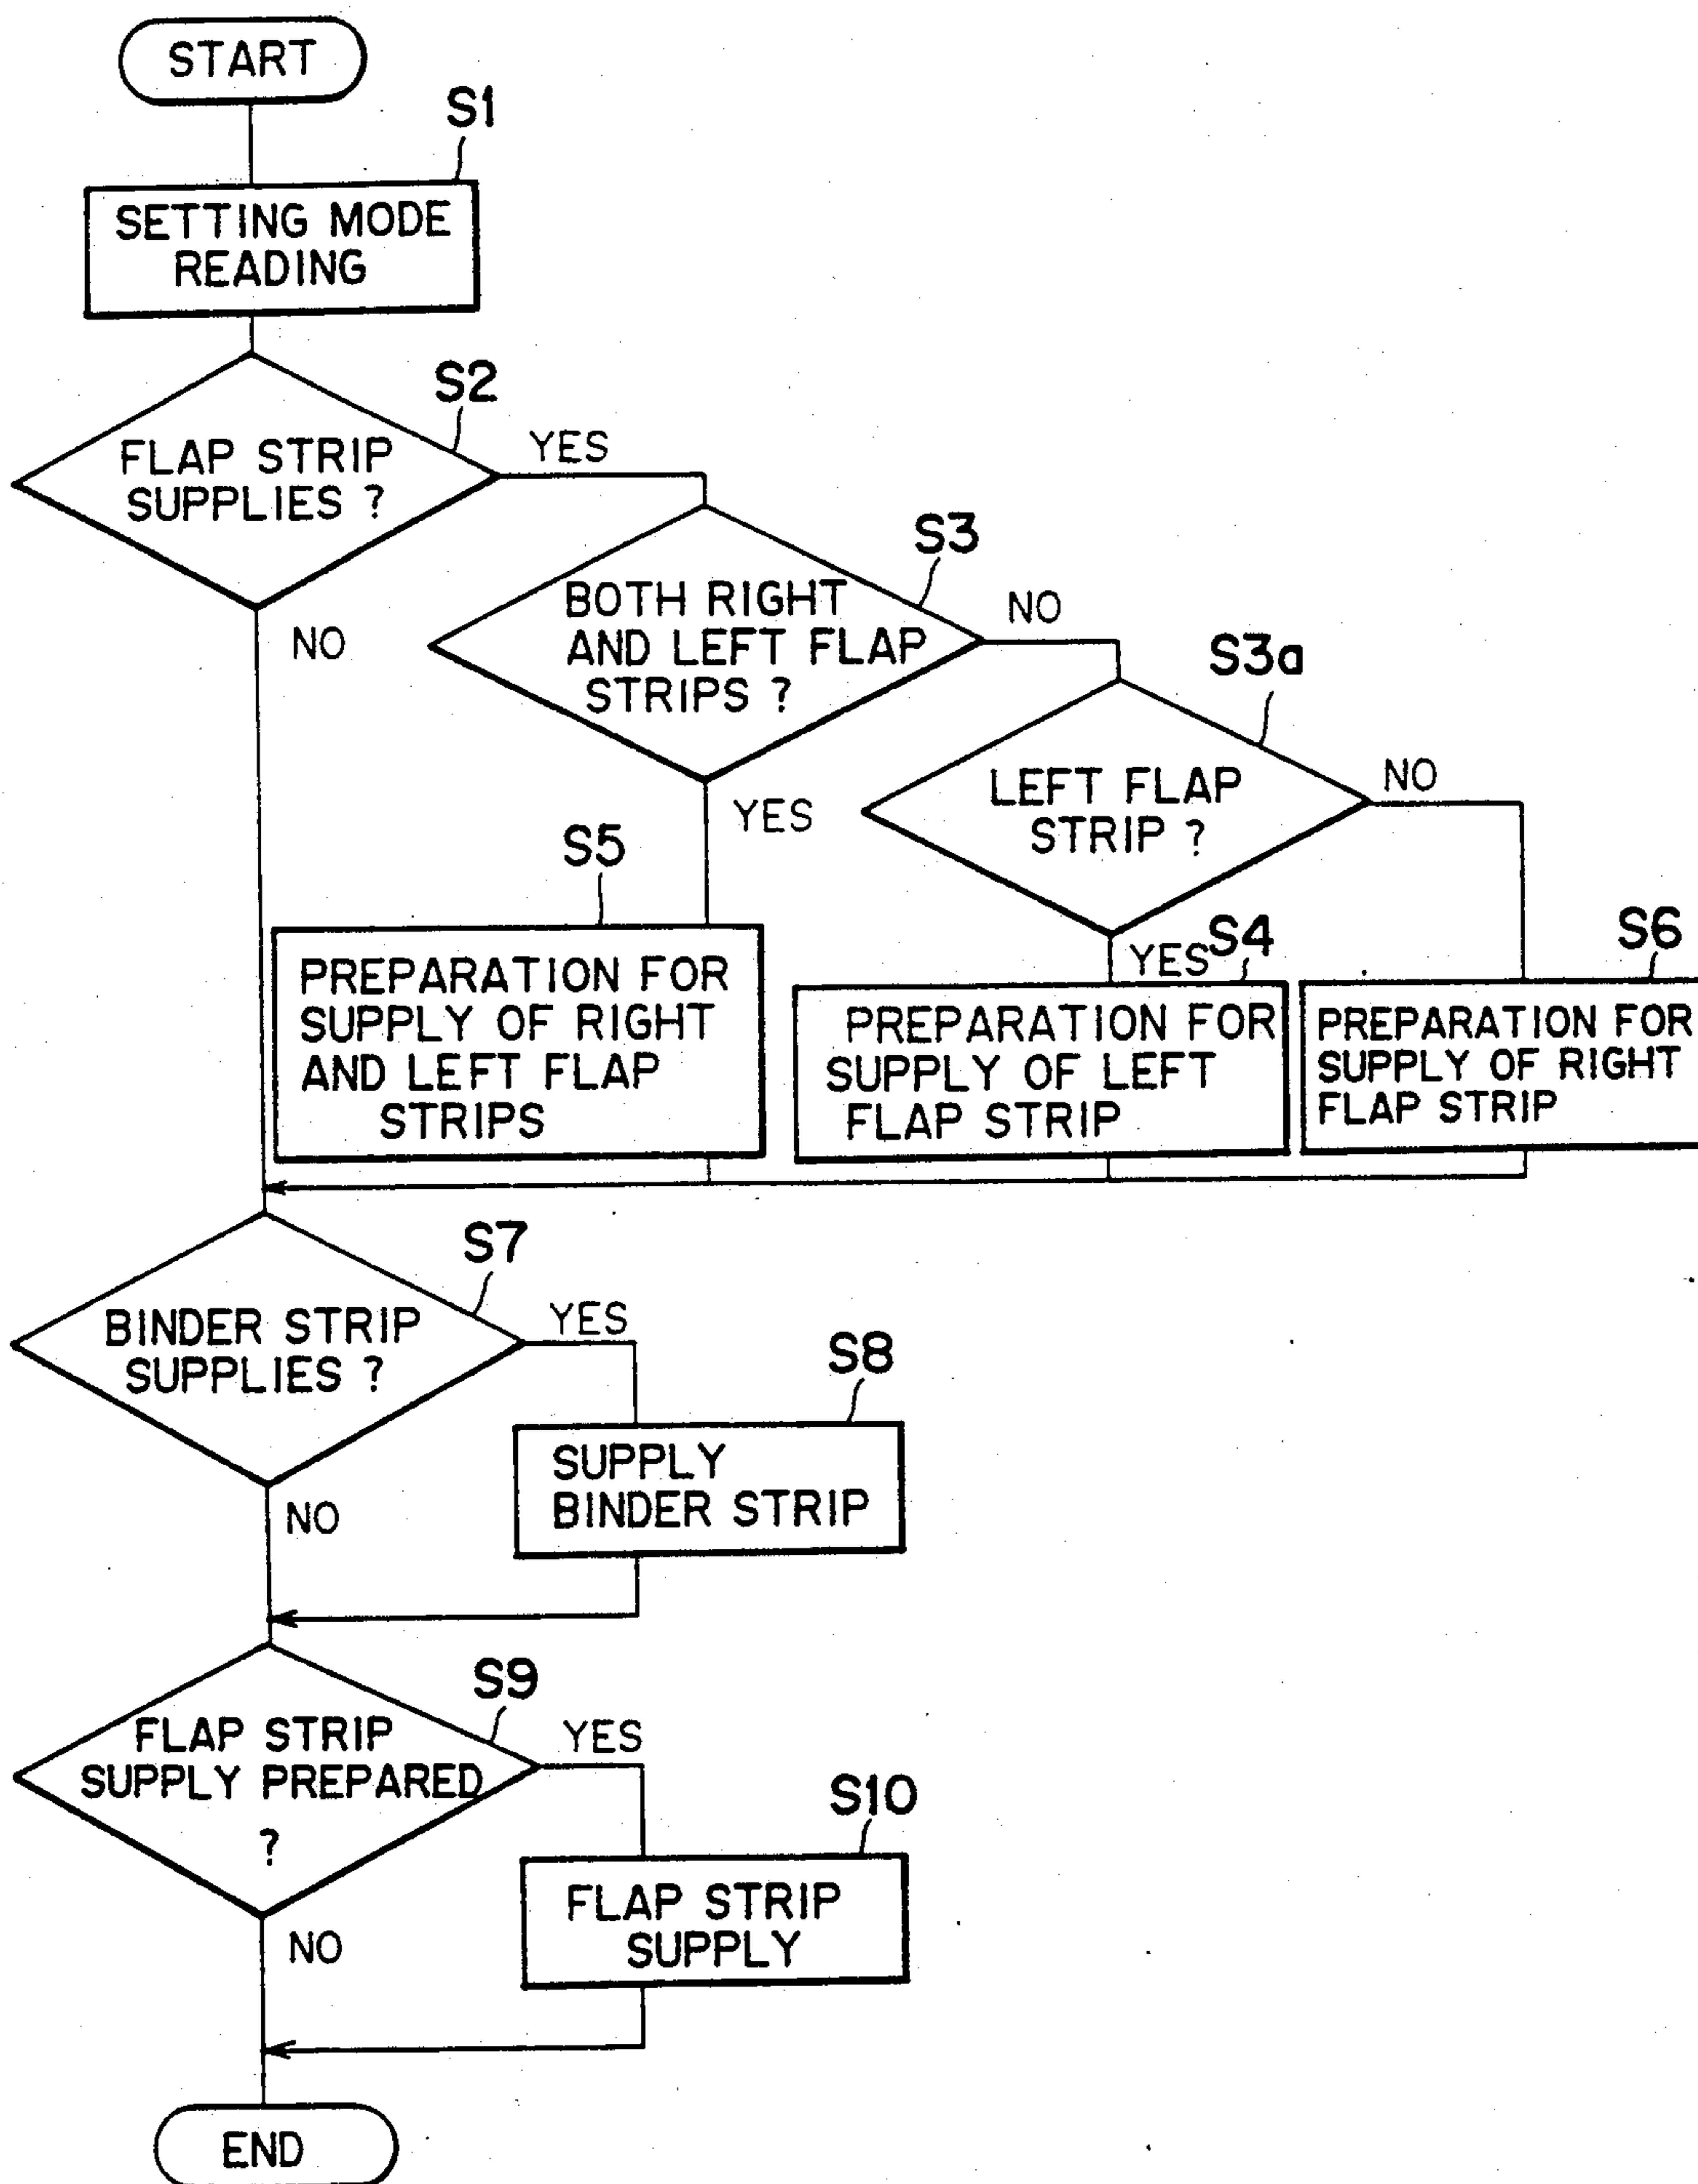 START
S1
SETTING MODE
READING
S2
FLAP STRIP
SUPPLIES ?
YES
NO
S3
BOTH RIGHT
AND LEFT FLAP
STRIPS ?
NO
YES
S3a
LEFT FLAP
STRIP ?
NO
YES
S5
PREPARATION FOR
SUPPLY OF RIGHT
AND LEFT FLAP
STRIPS
S4
PREPARATION FOR
SUPPLY OF LEFT
FLAP STRIP
S6
PREPARATION FOR
SUPPLY OF RIGHT
FLAP STRIP
S7
BINDER STRIP
SUPPLIES ?
YES
NO
S8
SUPPLY
BINDER STRIP
S9
FLAP STRIP
SUPPLY PREPARED
?
YES
NO
S10
FLAP STRIP
SUPPLY
END